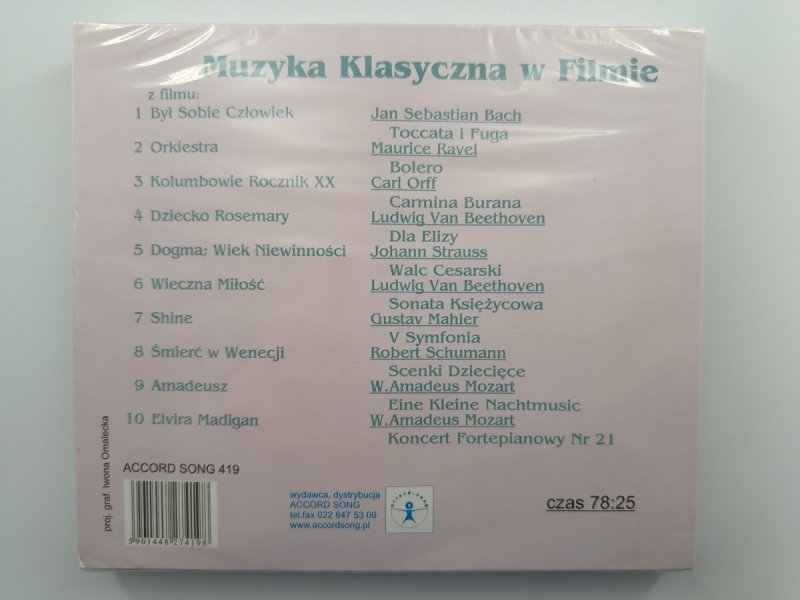 Muzyka Klasyczna w Filmie
z filmu:
1 Był Sobie Człowiek Jan Sebastian Bach
Toccata i Fuga
2 Orkiestra Maurice Ravel
Bolero
3 Kolumbowie Rocznik XX Carl Orff
Carmina Burana
4 Dziecko Rosemary Ludwig Van Beethoven
Dla Elizy
5 Dogma; Wiek Niewinności Johann Strauss
Walc Cesarski
6 Wieczna Miłość Ludwig Van Beethoven
Sonata Księżycowa
7 Shine Gustav Mahler
V Symfonia
8 Śmierć w Wenecji Robert Schumann
Scenki Dziecięce
9 Amadeusz W.Amadeus Mozart
Eine Kleine Nachtmusic
10 Elvira Madigan W.Amadeus Mozart
Koncert Fortepianowy Nr 21
proj. graf. Iwona Omalecka
ACCORD SONG 419
5901448274198
wydawca, dystrybucja
ACCORD SONG
tel.fax 022 847 53 00
www.accordsong.pl
accord-song
czas 78:25